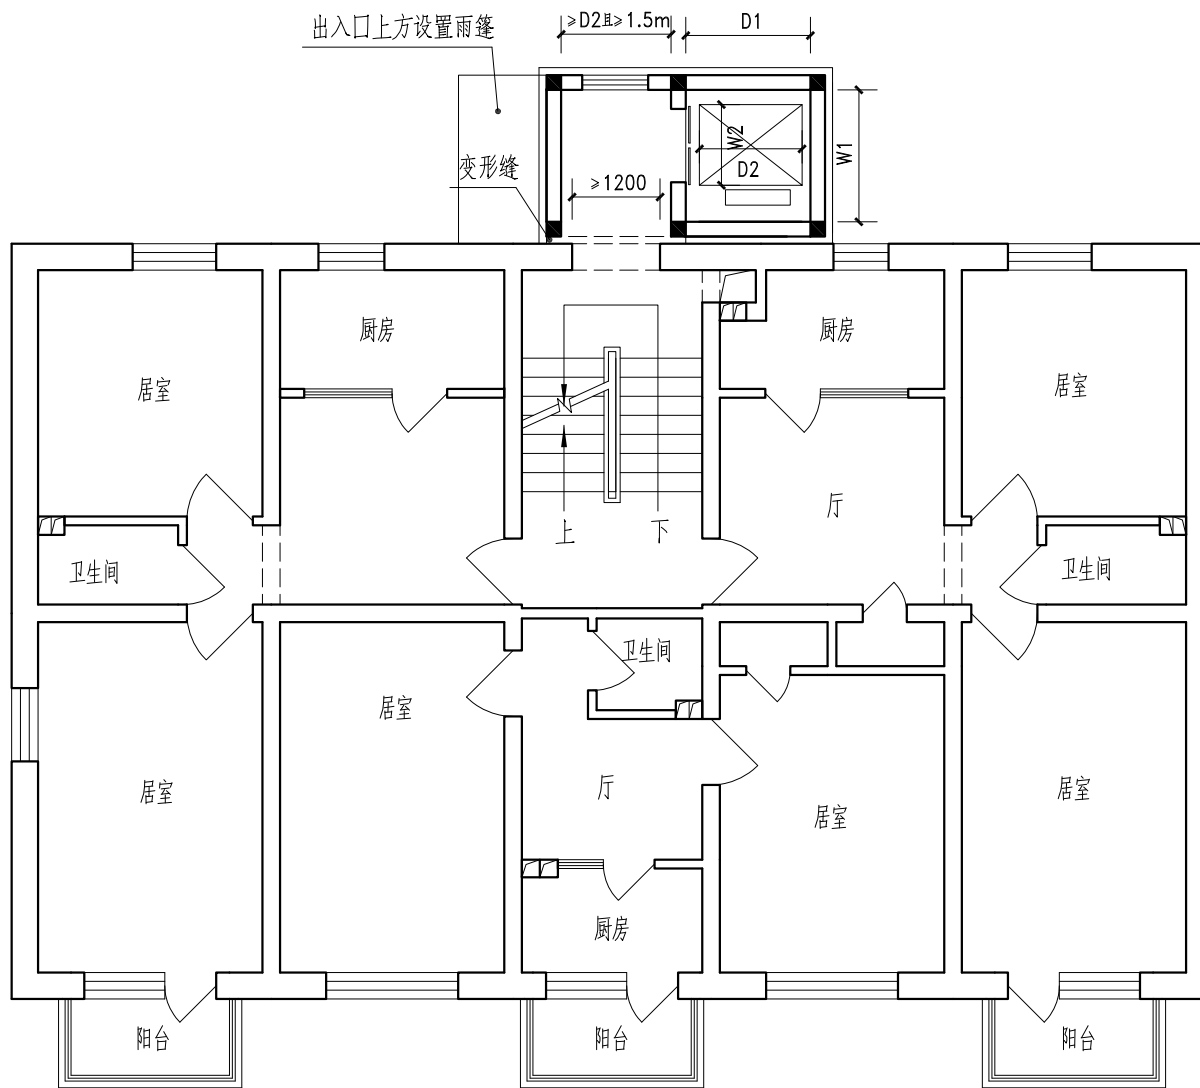 ≥D2且≥1.5m
D1
出入口上方设置雨篷
W2
W1
变形缝
D2
≥1200
厨房
厨房
居室
居室
厅
上
下
卫生间
卫生间
卫生间
居室
居室
厅
居室
居室
厨房
阳台
阳台
阳台